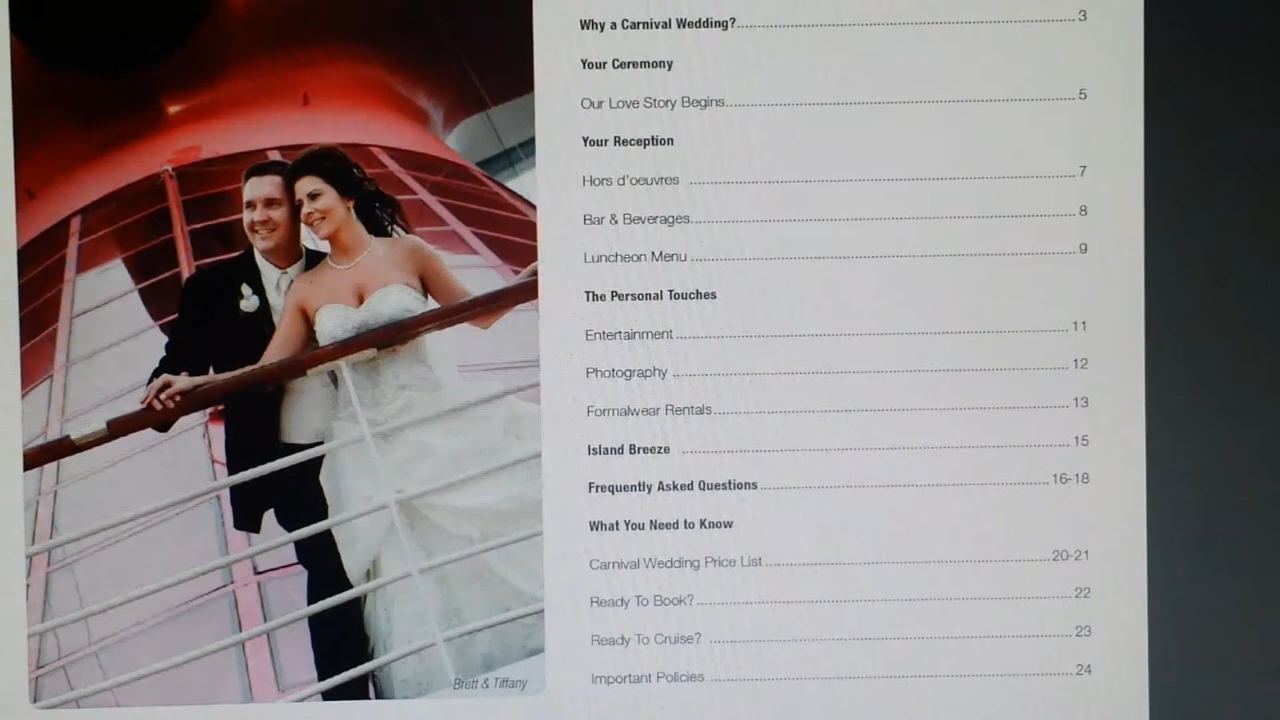 Why a Carnival Wedding?..........3
Your Ceremony
Our Love Story Begins..........5
Your Reception
Hors d'oeuvres ..........7
Bar & Beverages..........8
Luncheon Menu ..........9
The Personal Touches
Entertainment..........11
Photography ..........12
Formalwear Rentals..........13
Island Breeze ..........15
Frequently Asked Questions..........16-18
What You Need to Know
Carnival Wedding Price List..........20-21
Ready To Book?..........22
Ready To Cruise? ..........23
Important Policies ..........24
Brett & Tiffany